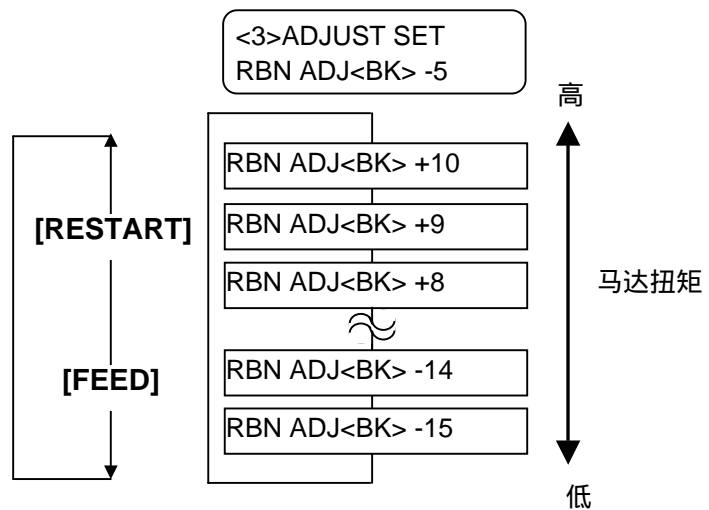 <3>ADJUST SET
RBN ADJ<BK> -5
高
RBN ADJ<BK> +10
[RESTART]
RBN ADJ<BK> +9
RBN ADJ<BK> +8
马达扭矩
[FEED]
RBN ADJ<BK> -14
RBN ADJ<BK> -15
低